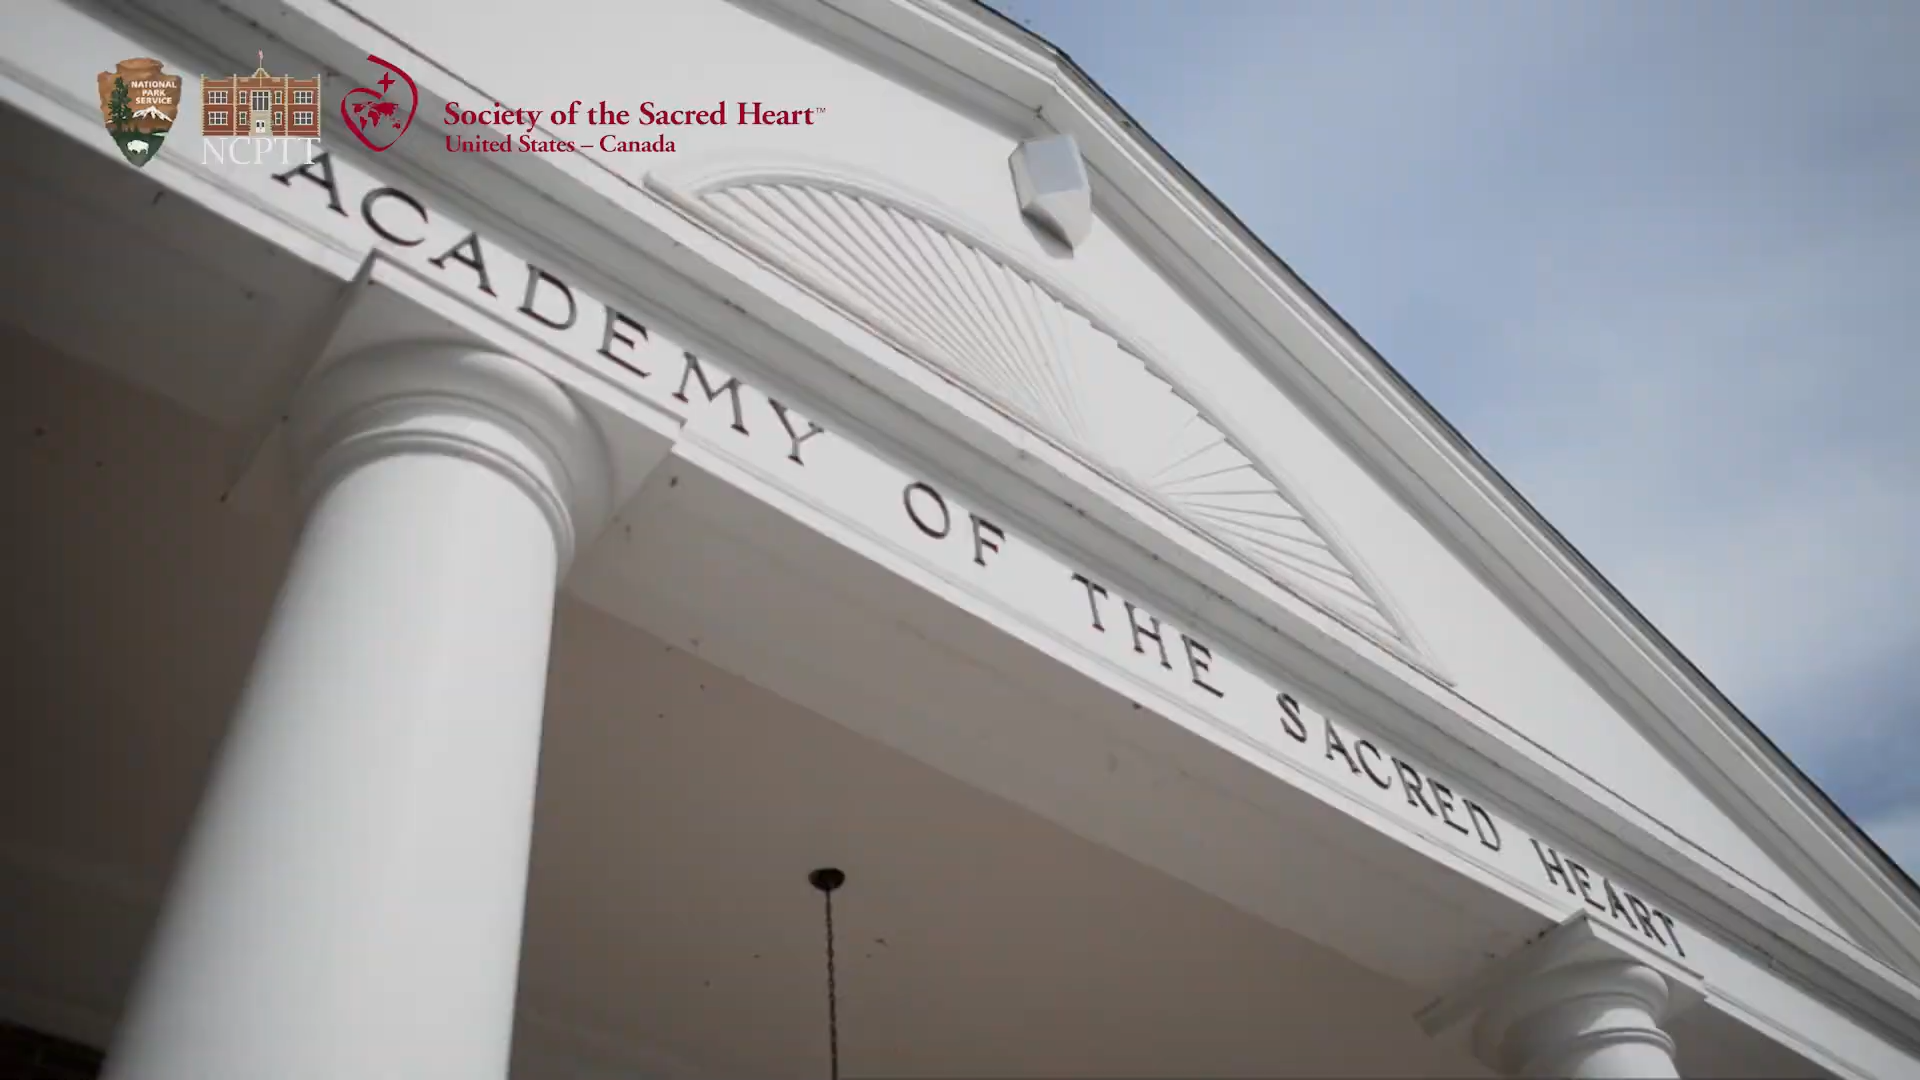 NATIONAL
PARK
SERVICE
NCPTT
Society of the Sacred Heart™
United States – Canada
ACADEMY OF THE SACRED HEART